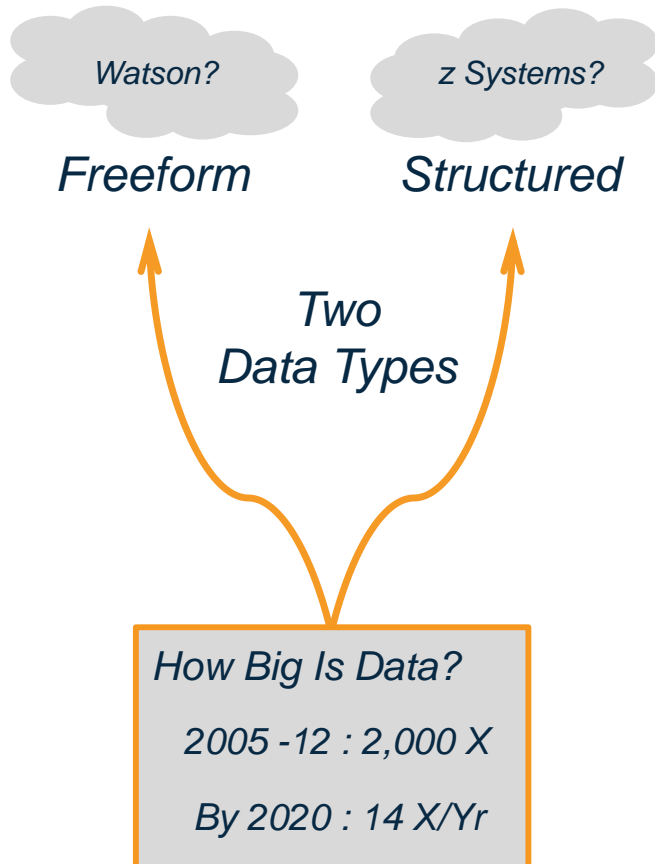 Watson?
z Systems?
Freeform
Structured
Two
Data Types
How Big Is Data?
2005 -12 : 2,000 X
By 2020 : 14 X/Yr